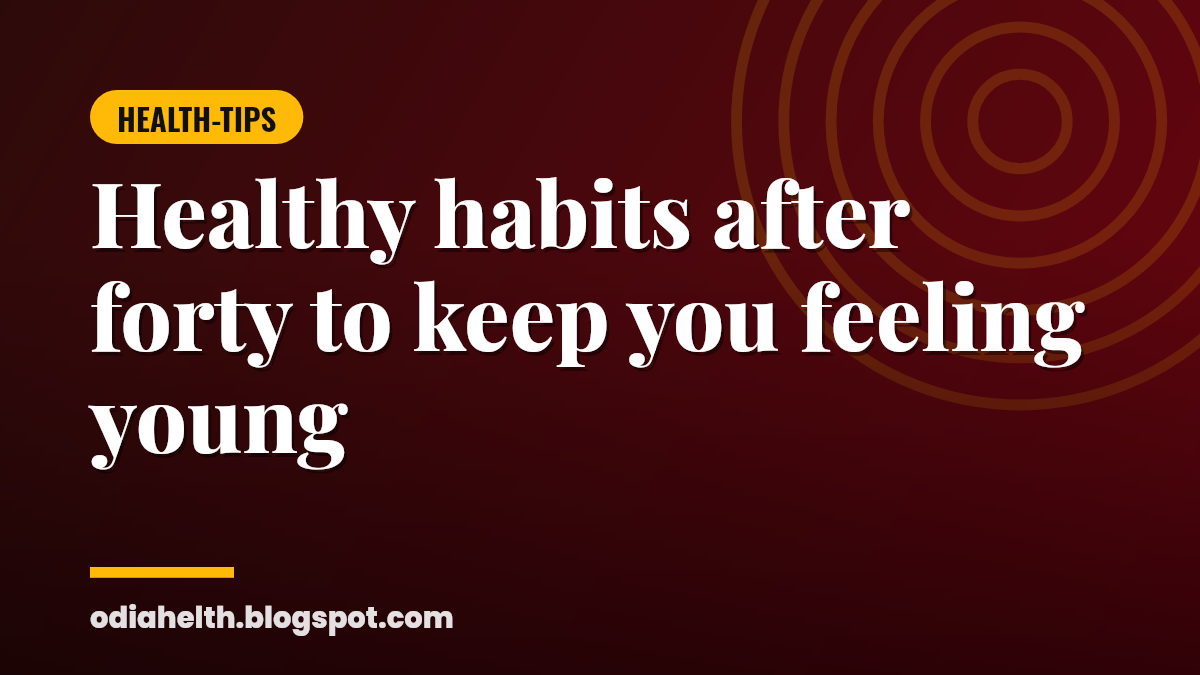 HEALTH-TIPS
Healthy habits after
forty to keep you feeling
young
odiahelth.blogspot.com